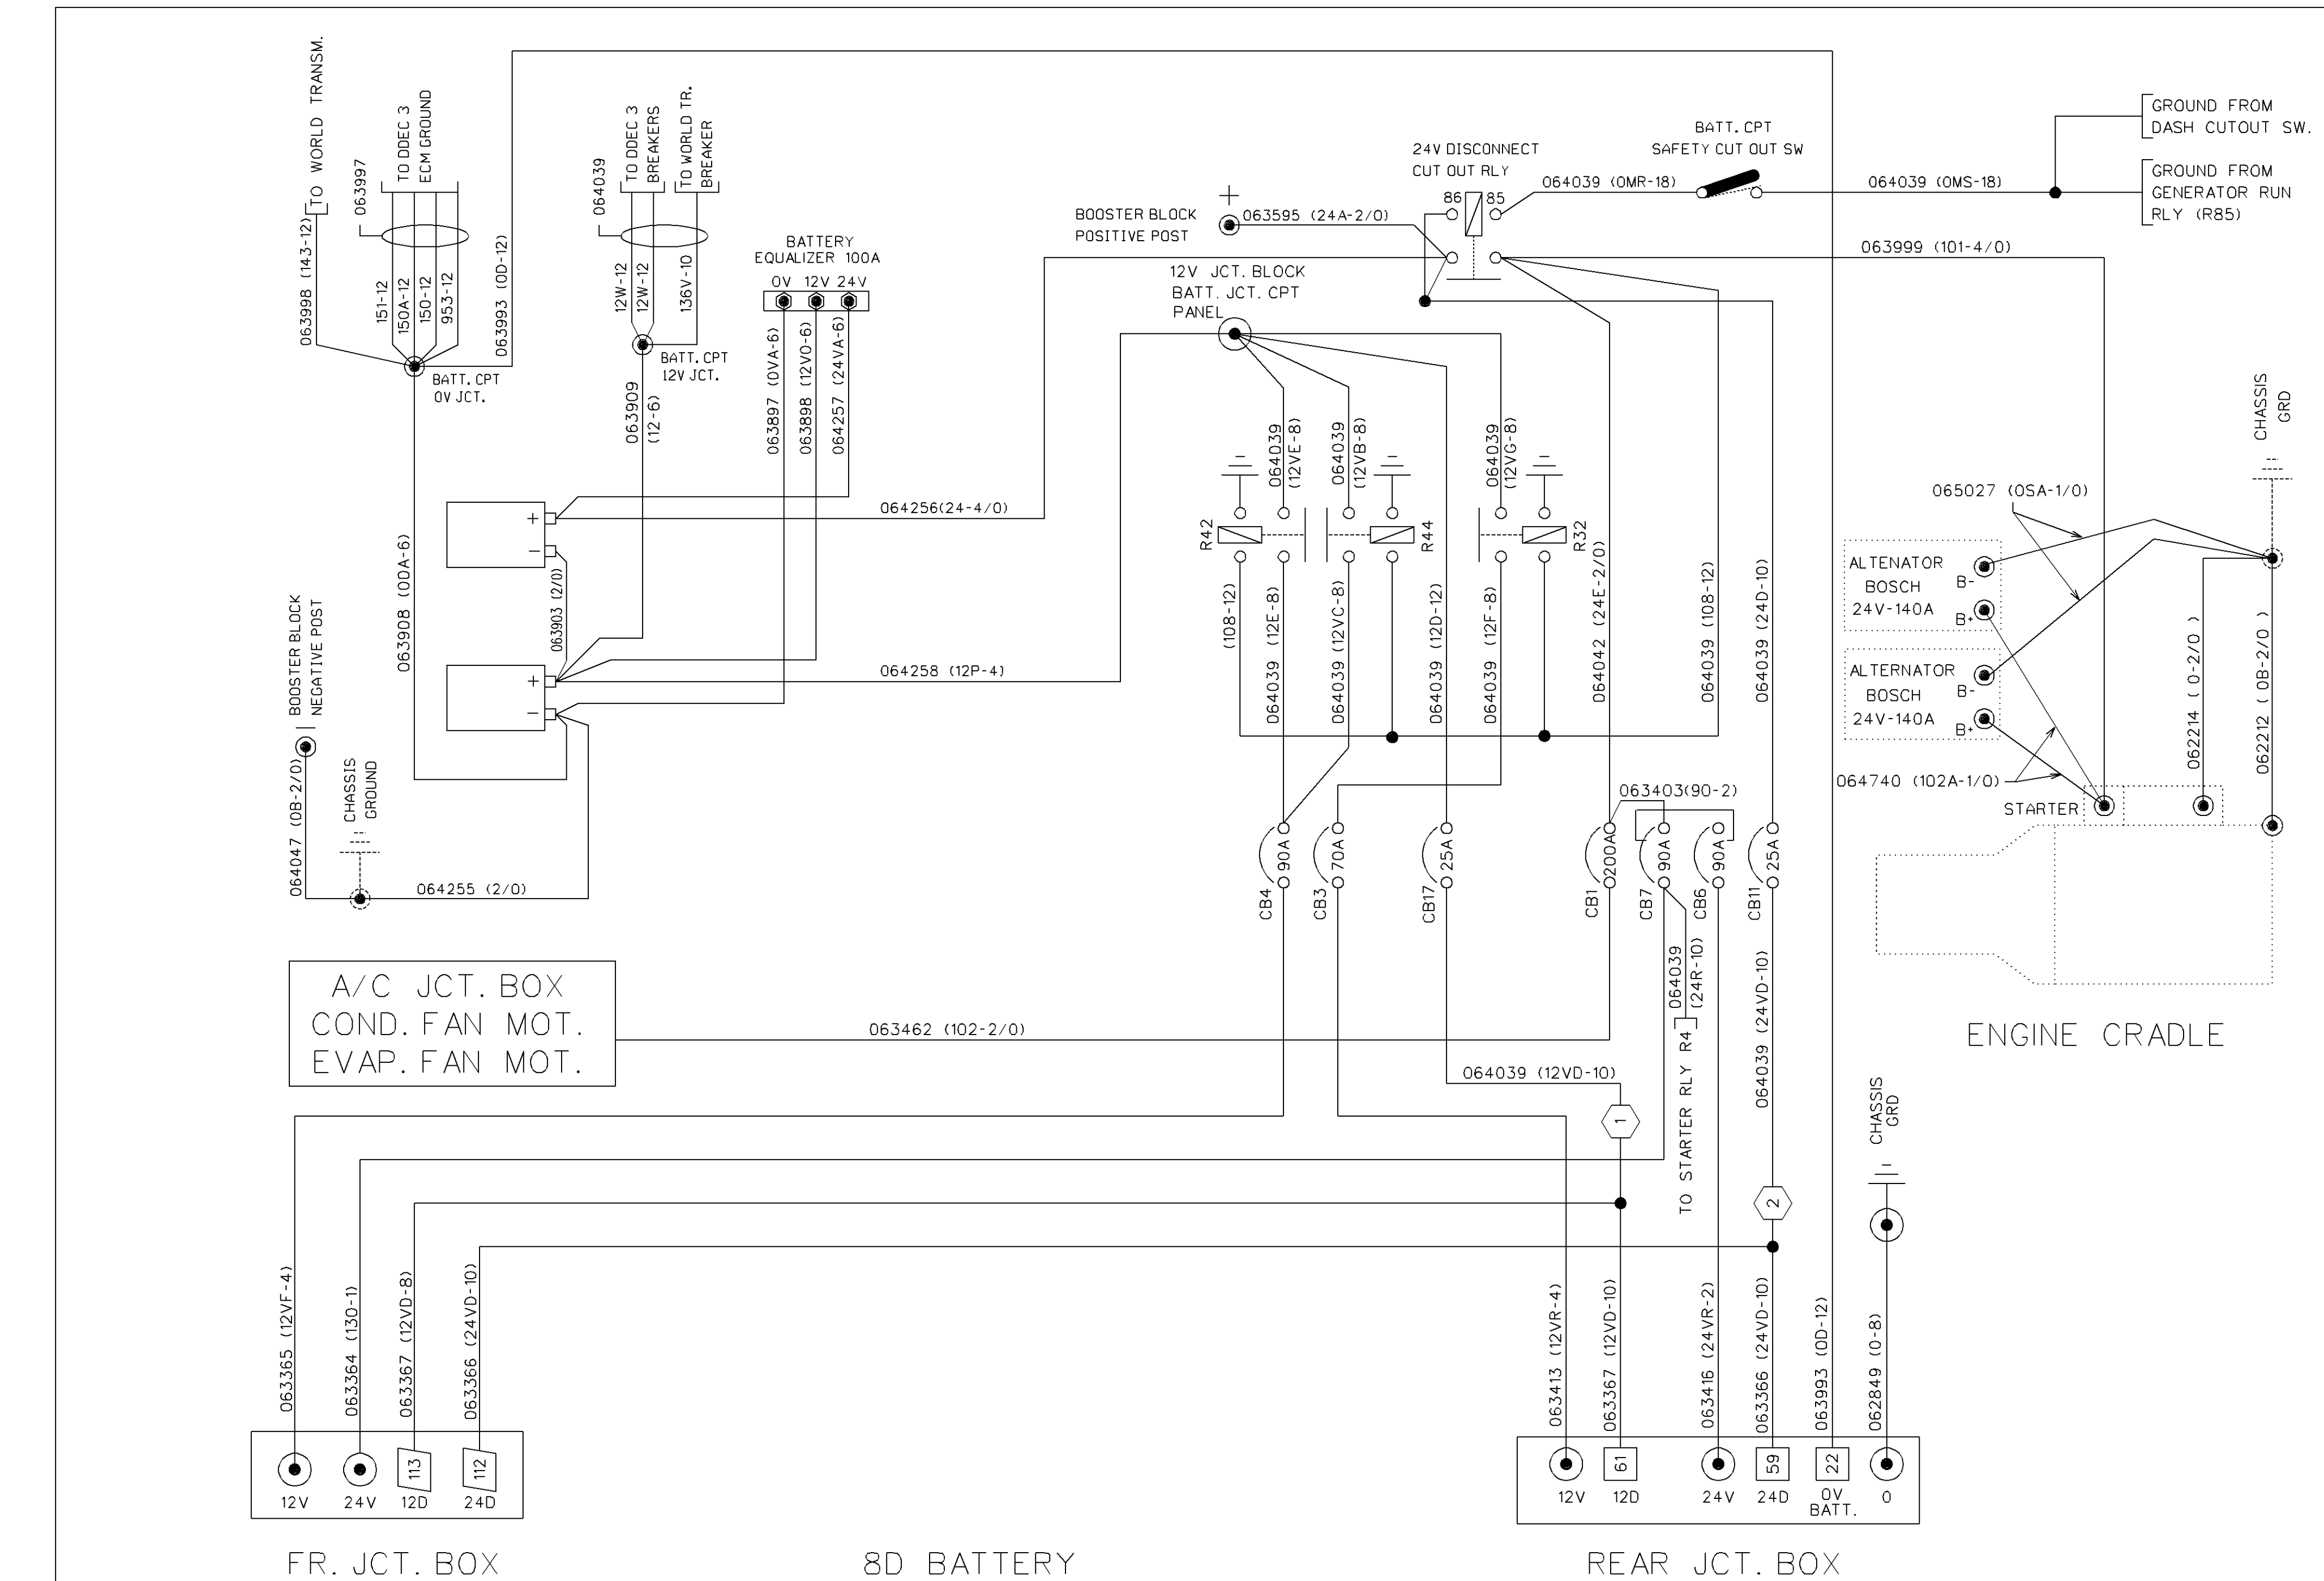 063998 (143-12)
TO WORLD TRANSM.
063997
TO DDEC 3
ECM GROUND
151-12
150A-12
150-12
953-12
063993 (0D-12)
BATT. CPT
0V JCT.
064039
TO DDEC 3
BREAKERS
TO WORLD TR.
BREAKER
12W-12
12W-12
136V-10
BATT. CPT
12V JCT.
063909
(12-6)
BATTERY
EQUALIZER 100A
0V 12V 24V
063897 (0VA-6)
063898 (12VO-6)
064257 (24VA-6)
BOOSTER BLOCK
POSITIVE POST
+
063595 (24A-2/0)
12V JCT. BLOCK
BATT. JCT. CPT
PANEL
24V DISCONNECT
CUT OUT RLY
86
85
BATT. CPT
SAFETY CUT OUT SW
064039 (0MR-18)
064039 (0MS-18)
GROUND FROM
DASH CUTOUT SW.
GROUND FROM
GENERATOR RUN
RLY (R85)
063999 (101-4/0)
CHASSIS
GRD
063908 (0DA-6)
+
−
063903 (2/0)
+
−
064256(24-4/0)
064258 (12P-4)
BOOSTER BLOCK
NEGATIVE POST
−
064047 (0B-2/0)
CHASSIS
GROUND
064255 (2/0)
064039
(12VE-8)
064039
(12VB-8)
064039
(12VG-8)
R42
R44
R32
(108-12)
064039 (12E-8)
064039 (12VC-8)
064039 (12D-12)
064039 (12F-8)
064042 (24E-2/0)
064039 (108-12)
064039 (24D-10)
065027 (0SA-1/0)
ALTENATOR
BOSCH
24V-140A
B-
B+
ALTERNATOR
BOSCH
24V-140A
B-
B+
064740 (102A-1/0)
062214 ( 0-2/0 )
062212 ( 0B-2/0 )
STARTER
063403(90-2)
90A
70A
25A
200A
90A
90A
25A
CB4
CB3
CB17
CB1
CB7
CB6
CB11
064039
(24R-10)
TO STARTER RLY R4
064039 (24VD-10)
A/C JCT. BOX
COND. FAN MOT.
EVAP. FAN MOT.
063462 (102-2/0)
064039 (12VD-10)
1
2
ENGINE CRADLE
CHASSIS
GRD
063365 (12VF-4)
063364 (130-1)
063367 (12VD-8)
063366 (24VD-10)
063413 (12VR-4)
063367 (12VD-10)
063416 (24VR-2)
063366 (24VD-10)
063993 (0D-12)
062849 (0-8)
113
112
12V 24V 12D 24D
61
59
22
12V 12D 24V 24D 0V 0
BATT.
FR. JCT. BOX
8D BATTERY
REAR JCT. BOX